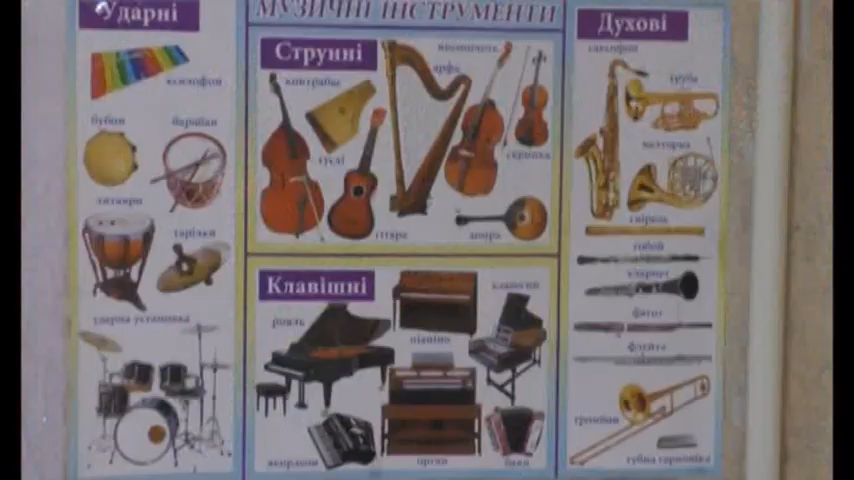 МУЗИЧНІ ІНСТРУМЕНТИ
Ударні
ксилофон
бубон
барабан
литаври
тарілки
ударна установка
Струнні
контрабас
гуслі
арфа
віолончель
скрипка
гітара
домра
Клавішні
рояль
піаніно
клавесин
акордеон
орган
баян
Духові
саксофон
труба
валторна
свиріль
гобой
кларнет
фагот
флейта
тромбон
губна гармоніка